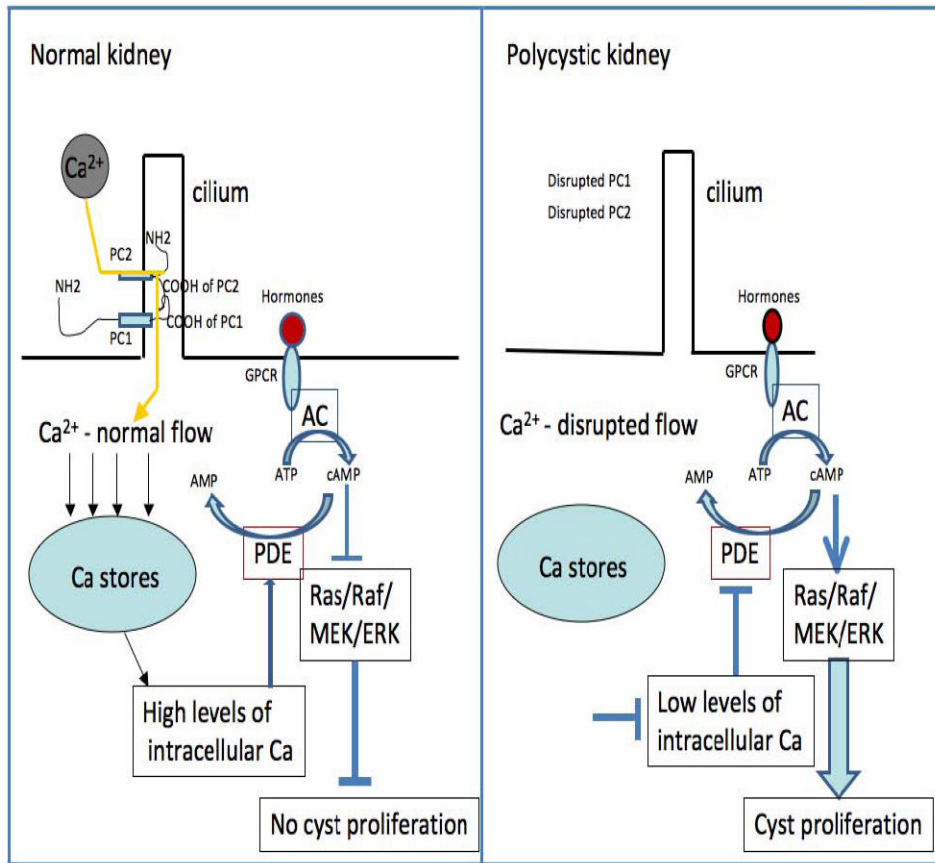 Normal kidney
Ca²⁺
cilium
NH2
PC2
NH2
COOH of PC2
COOH of PC1
PC1
Hormones
GPCR
AC
Ca²⁺ - normal flow
ATP
cAMP
AMP
PDE
Ca stores
Ras/Raf/
MEK/ERK
High levels of
intracellular Ca
No cyst proliferation
Polycystic kidney
Disrupted PC1
Disrupted PC2
cilium
Hormones
GPCR
AC
Ca²⁺ - disrupted flow
ATP
cAMP
AMP
PDE
Ca stores
Ras/Raf/
MEK/ERK
Low levels of
intracellular Ca
Cyst proliferation